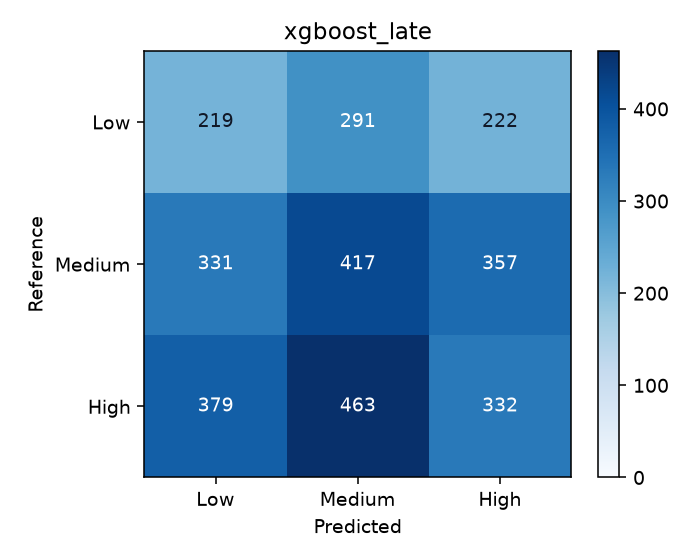 xgboost_late
Low 219 291 222
Medium 331 417 357
High 379 463 332
Low Medium High
Predicted
Reference
400
300
200
100
0